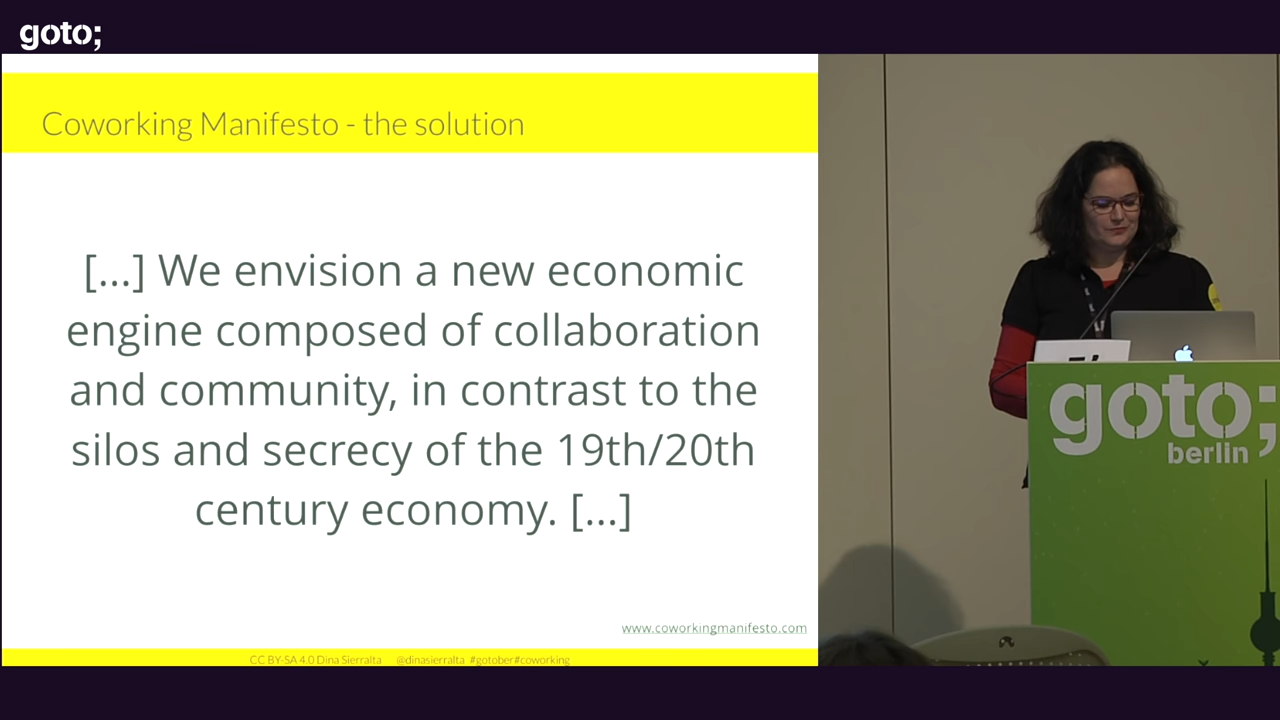 goto;
Coworking Manifesto - the solution
[...] We envision a new economic
engine composed of collaboration
and community, in contrast to the
silos and secrecy of the 19th/20th
century economy. [...]
www.coworkingmanifesto.com
CC BY-SA 4.0 Dina Sierralta @dinasierralta #gotober#coworking
goto;
berlin